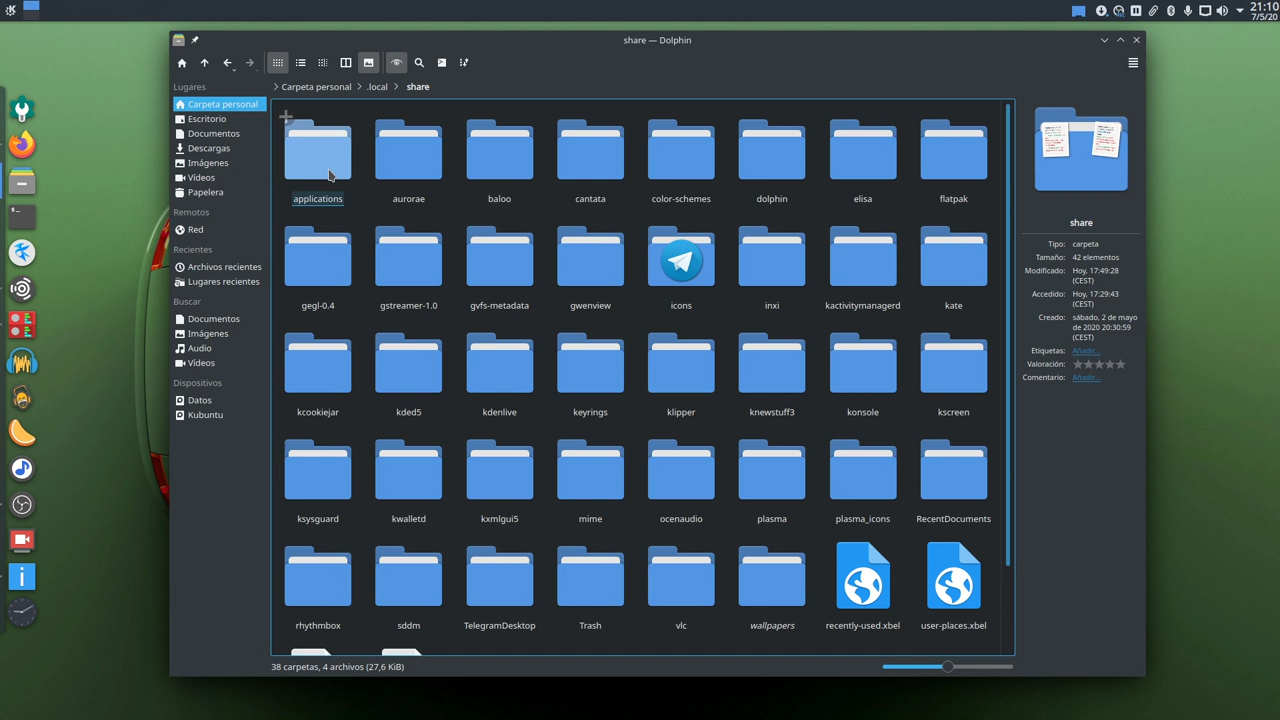 21:10
7/5/20
share — Dolphin
Lugares
Carpeta personal
.local
share
Carpeta personal
Escritorio
Documentos
Descargas
Imágenes
Vídeos
Papelera
Remotos
Red
Recientes
Archivos recientes
Lugares recientes
Buscar
Documentos
Imágenes
Audio
Vídeos
Dispositivos
Datos
Kubuntu
applications
aurorae
baloo
cantata
color-schemes
dolphin
elisa
flatpak
gegl-0.4
gstreamer-1.0
gvfs-metadata
gwenview
icons
inxi
kactivitymanagerd
kate
kcookiejar
kded5
kdenlive
keyrings
klipper
knewstuff3
konsole
kscreen
ksysguard
kwalletd
kxmlgui5
mime
ocenaudio
plasma
plasma_icons
RecentDocuments
rhythmbox
sddm
TelegramDesktop
Trash
vlc
wallpapers
recently-used.xbel
user-places.xbel
38 carpetas, 4 archivos (27,6 KiB)
share
Tipo: carpeta
Tamaño: 42 elementos
Modificado: Hoy, 17:49:28
(CEST)
Accedido: Hoy, 17:29:43
(CEST)
Creado: sábado, 2 de mayo
de 2020 20:30:59
(CEST)
Etiquetas: Añadir...
Valoración:
Comentario: Añadir...